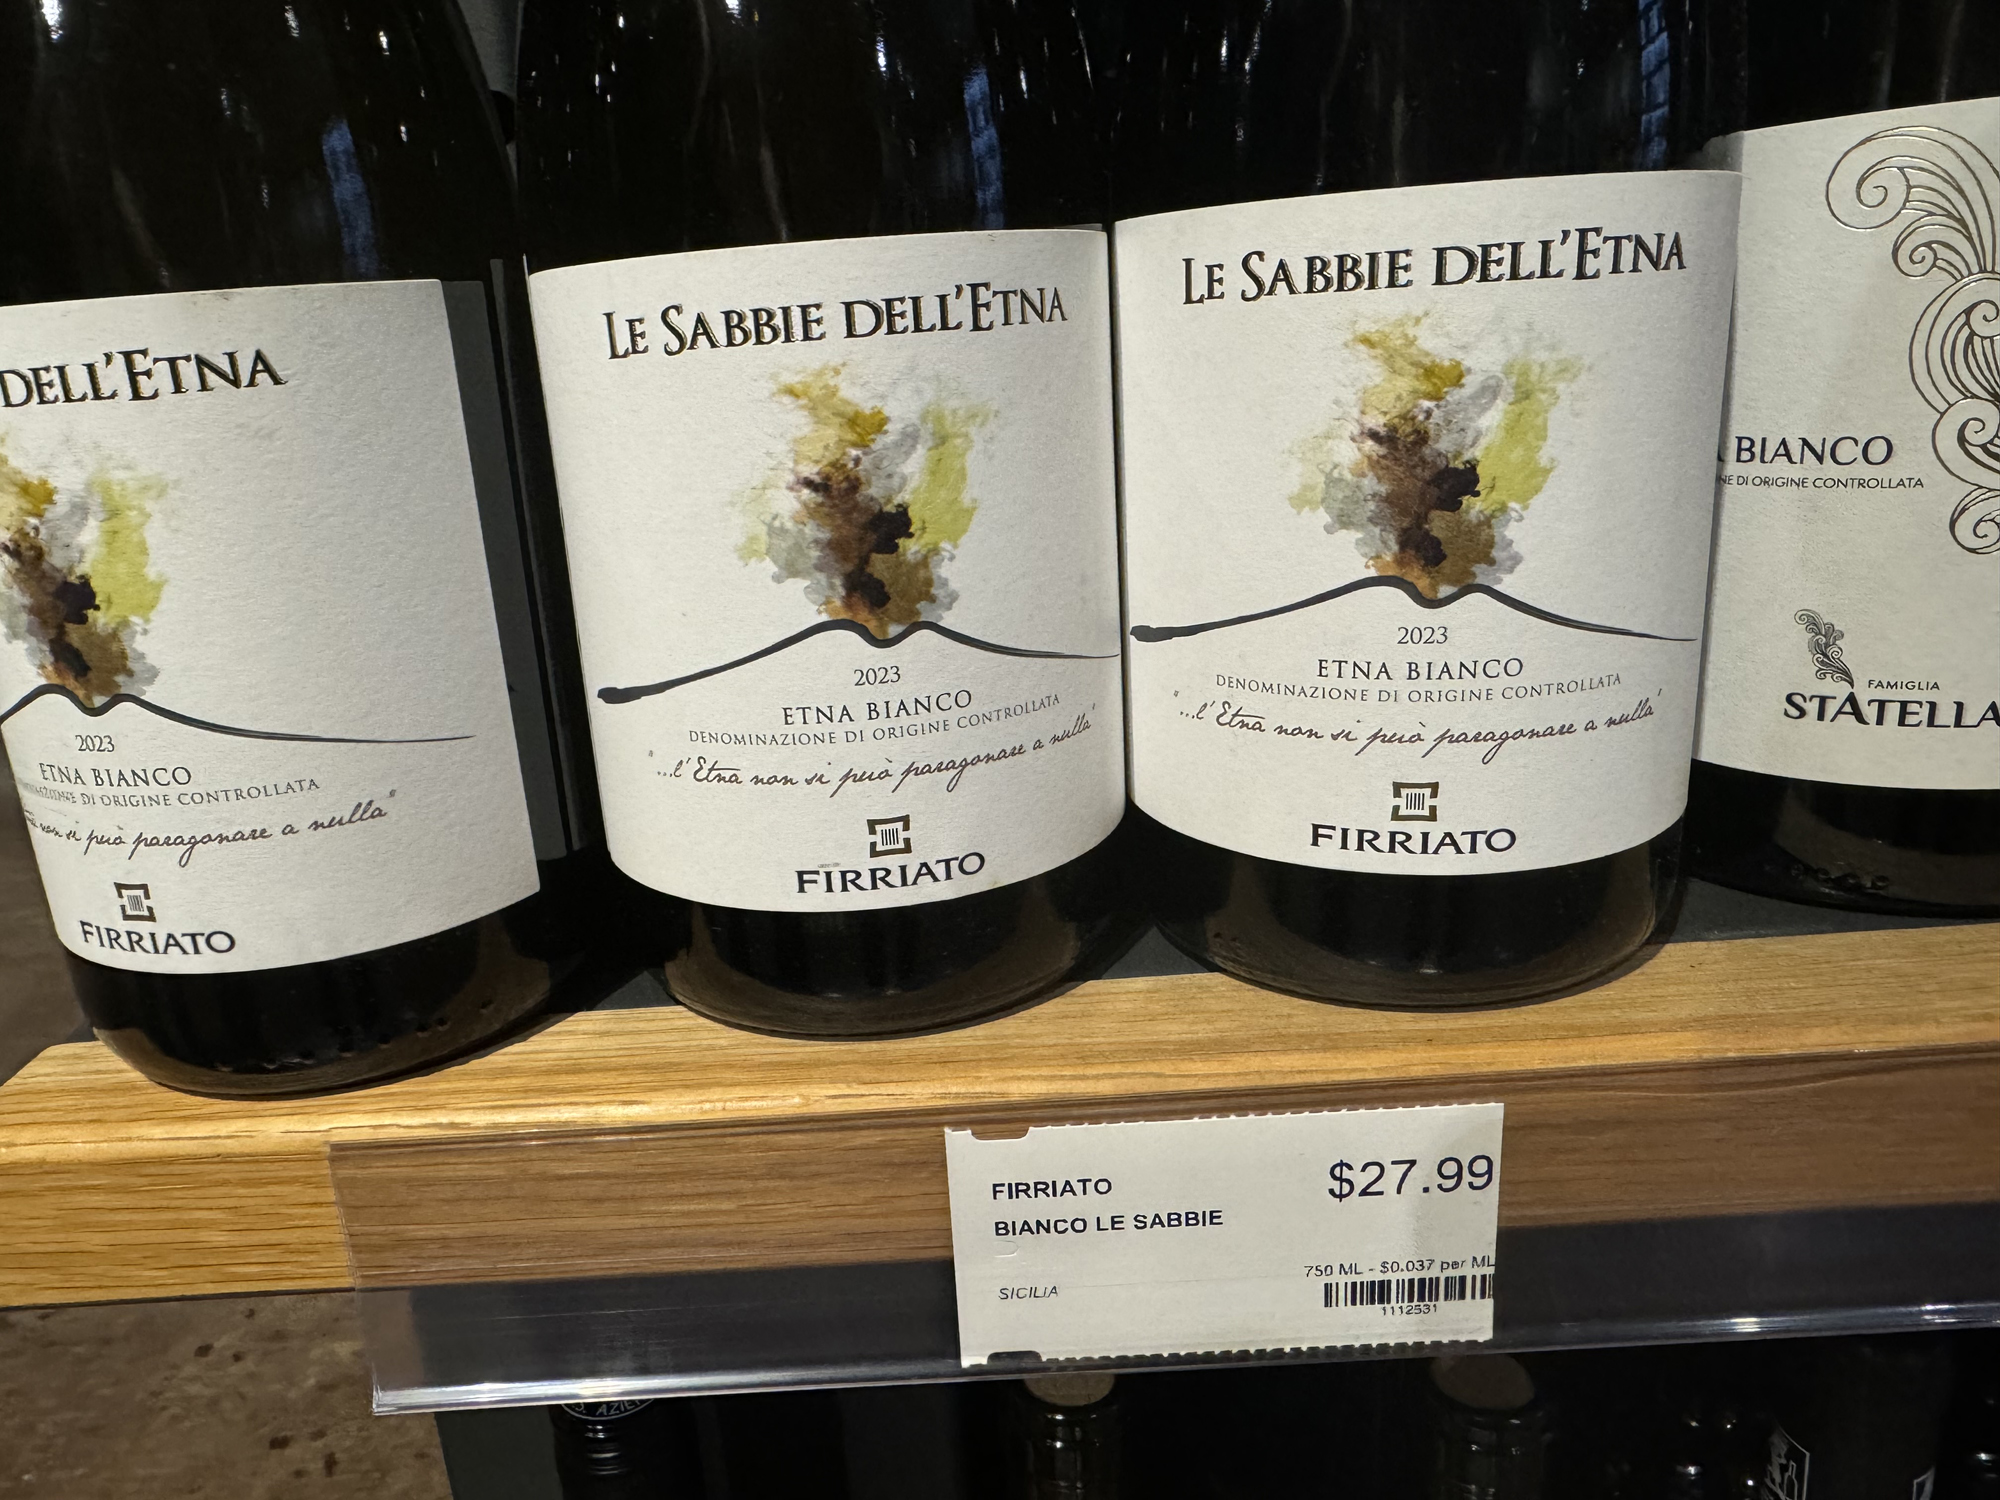 DELL'ETNA
2023
ETNA BIANCO
DI ORIGINE CONTROLLATA
non si può paragonare a nulla"
FIRRIATO
LE SABBIE DELL'ETNA
2023
ETNA BIANCO
DENOMINAZIONE DI ORIGINE CONTROLLATA
"...l'Etna non si può paragonare a nulla"
FIRRIATO
LE SABBIE DELL'ETNA
2023
ETNA BIANCO
DENOMINAZIONE DI ORIGINE CONTROLLATA
"...l'Etna non si può paragonare a nulla"
FIRRIATO
BIANCO
DI ORIGINE CONTROLLATA
FAMIGLIA
STATELLA
FIRRIATO
$27.99
BIANCO LE SABBIE
750 ML - $0.037 per ML
SICILIA
1112531